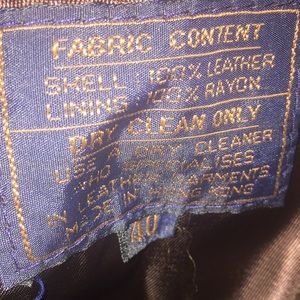 FABRIC CONTENT
SHELL : 100% LEATHER
LINING : 100% RAYON
DRY CLEAN ONLY
USE A DRY CLEANER
WHO SPECIALISES
IN LEATHER GARMENTS
MADE IN HONG KONG
40